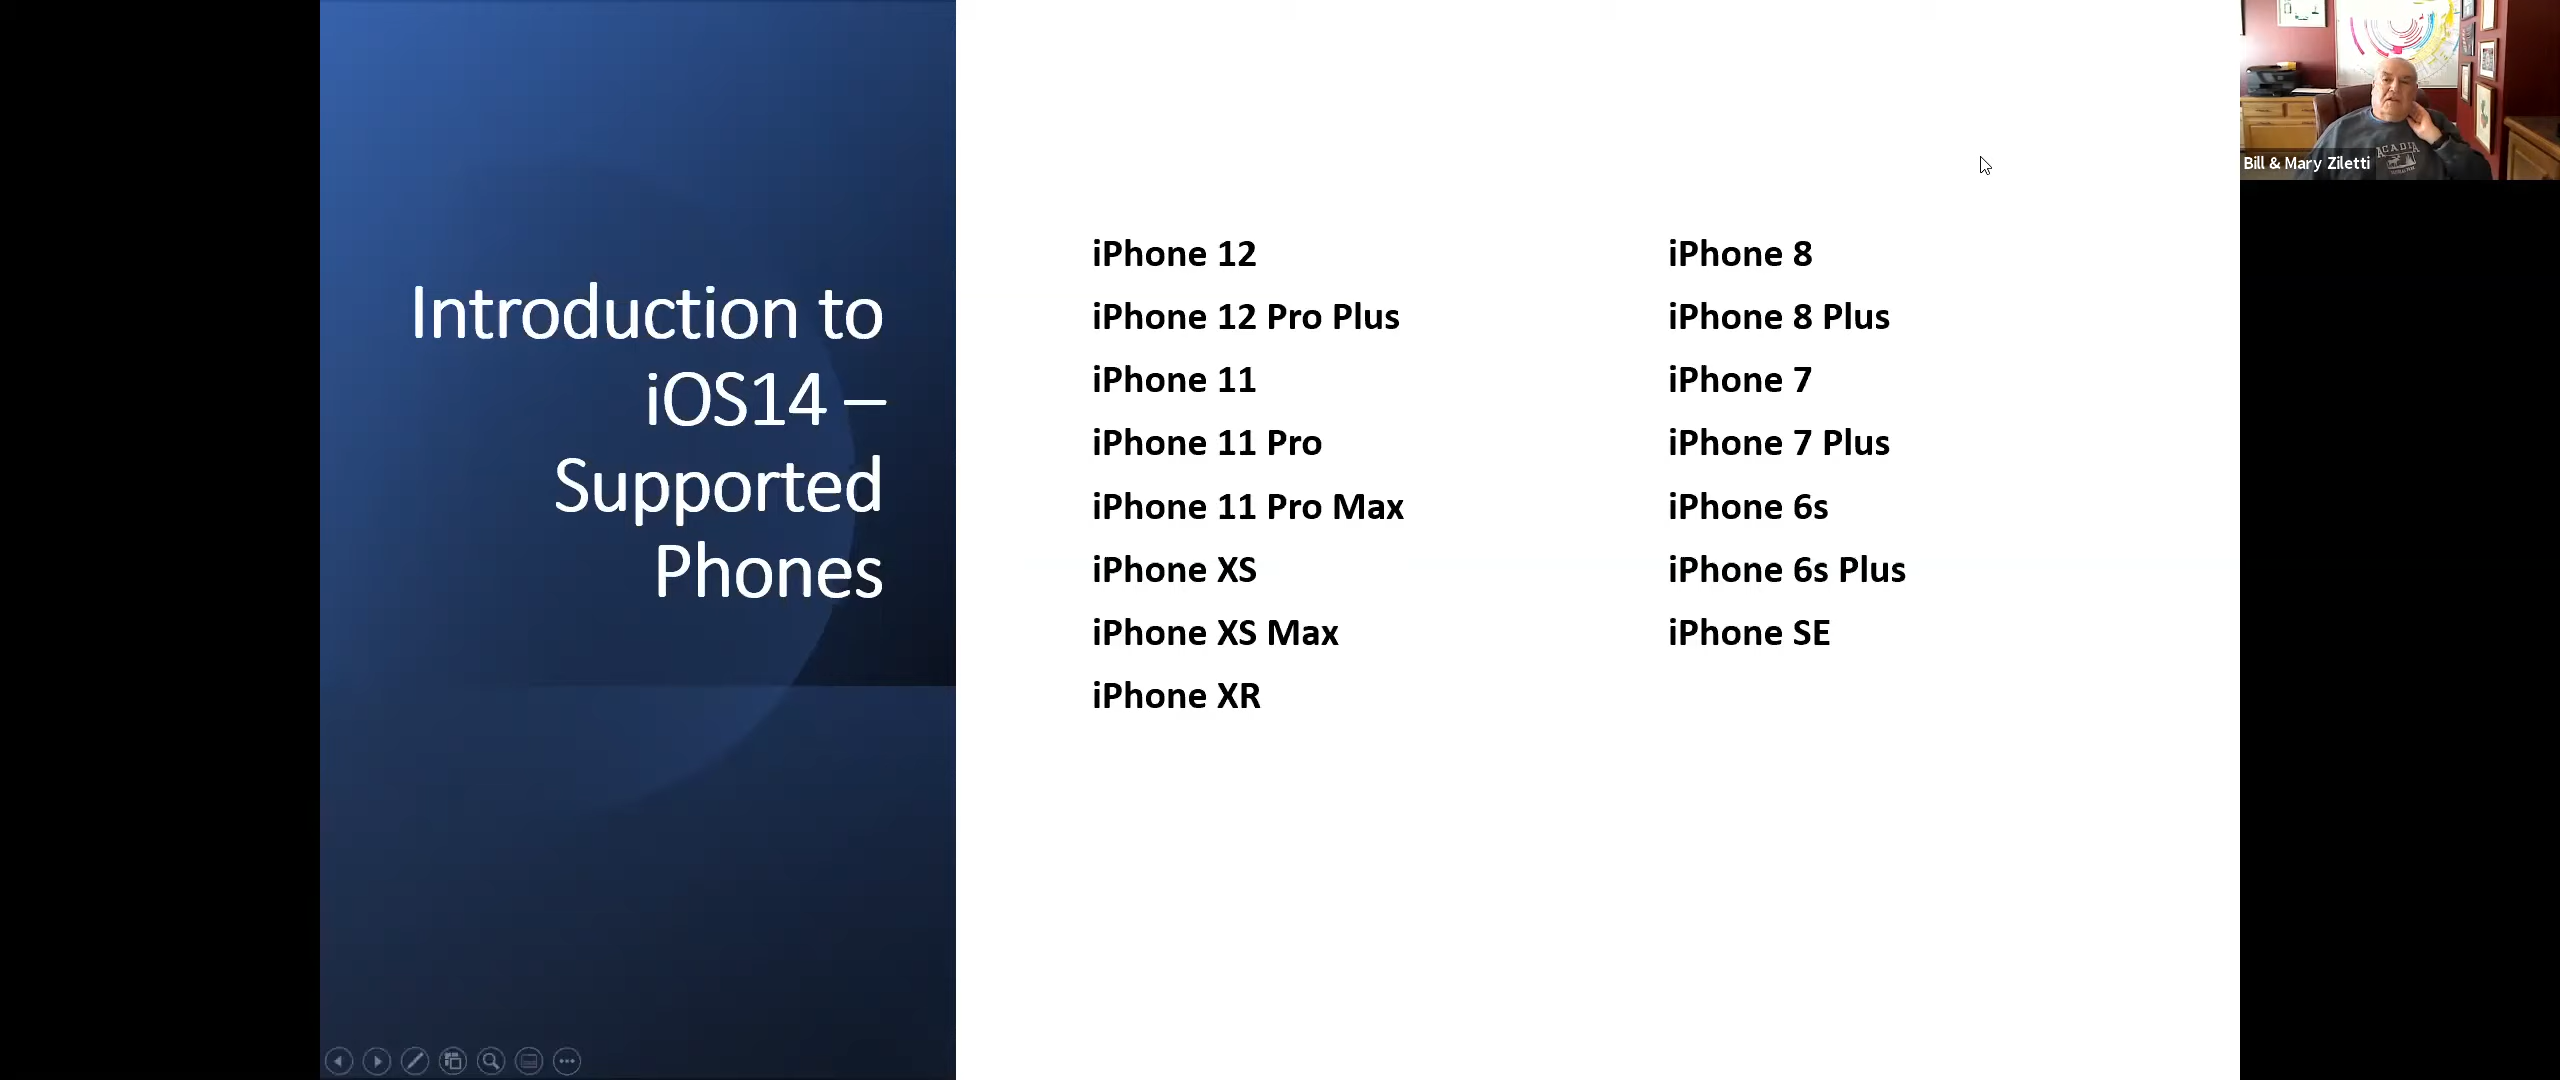 Introduction to
iOS14 –
Supported
Phones
iPhone 12
iPhone 12 Pro Plus
iPhone 11
iPhone 11 Pro
iPhone 11 Pro Max
iPhone XS
iPhone XS Max
iPhone XR
iPhone 8
iPhone 8 Plus
iPhone 7
iPhone 7 Plus
iPhone 6s
iPhone 6s Plus
iPhone SE
Bill & Mary Ziletti
ACADIA